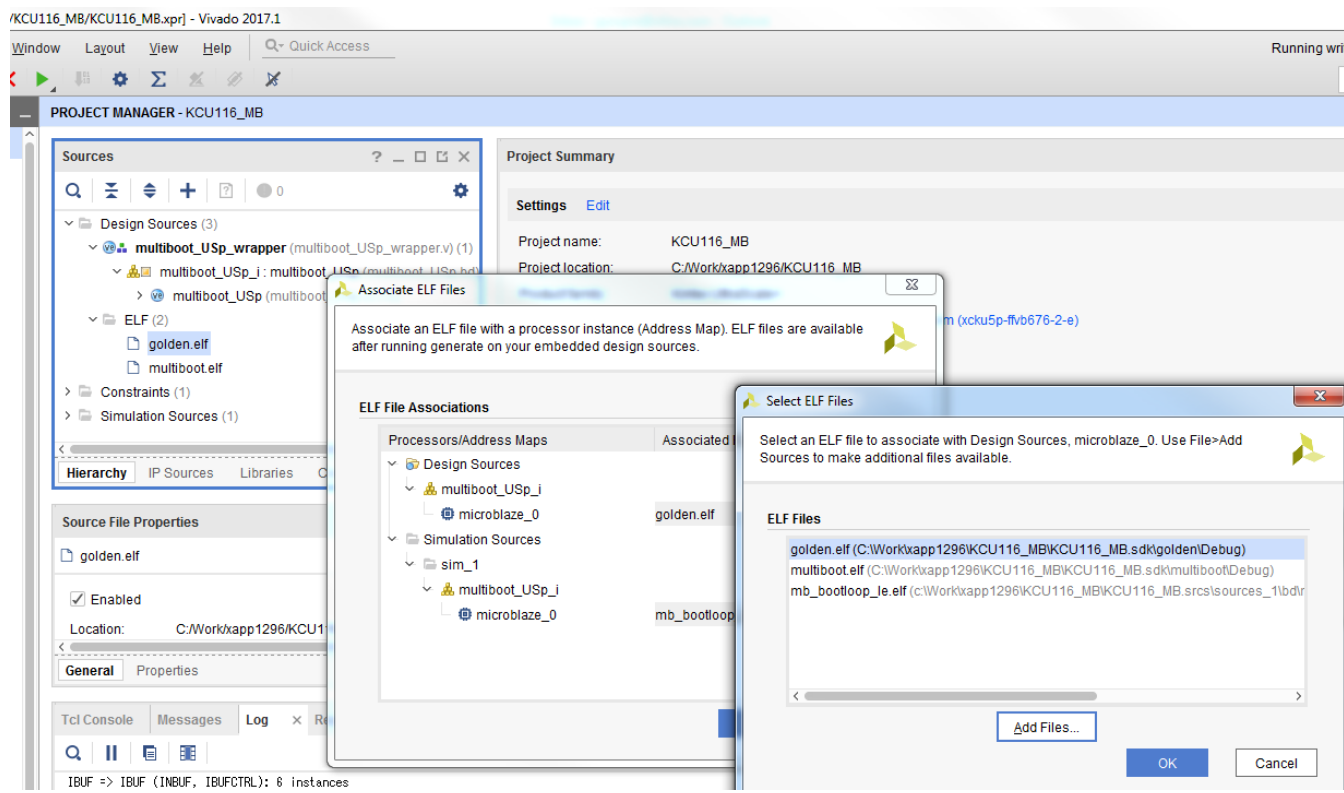 /KCU116_MB/KCU116_MB.xpr] - Vivado 2017.1
Window Layout View Help Quick Access
Running wri
PROJECT MANAGER - KCU116_MB
Sources
0
Design Sources (3)
multiboot_USp_wrapper (multiboot_USp_wrapper.v) (1)
multiboot_USp_i : multiboot_USp (multiboot_USp.bd)
multiboot_USp (multiboot
ELF (2)
golden.elf
multiboot.elf
Constraints (1)
Simulation Sources (1)
Hierarchy IP Sources Libraries C
Source File Properties
golden.elf
Enabled
Location: C:/Work/xapp1296/KCU1
General Properties
Tcl Console Messages Log Re
IBUF => IBUF (INBUF, IBUFCTRL): 6 instances
Project Summary
Settings Edit
Project name: KCU116_MB
Project location: C:/Work/xapp1296/KCU116_MB
m (xcku5p-ffvb676-2-e)
Associate ELF Files
Associate an ELF file with a processor instance (Address Map). ELF files are available
after running generate on your embedded design sources.
ELF File Associations
Processors/Address Maps Associated
Design Sources
multiboot_USp_i
microblaze_0 golden.elf
Simulation Sources
sim_1
multiboot_USp_i
microblaze_0 mb_bootloop
Select ELF Files
Select an ELF file to associate with Design Sources, microblaze_0. Use File>Add
Sources to make additional files available.
ELF Files
golden.elf (C:\Work\xapp1296\KCU116_MB\KCU116_MB.sdk\golden\Debug)
multiboot.elf (C:\Work\xapp1296\KCU116_MB\KCU116_MB.sdk\multiboot\Debug)
mb_bootloop_le.elf (c:\Work\xapp1296\KCU116_MB\KCU116_MB.srcs\sources_1\bd\
Add Files...
OK Cancel